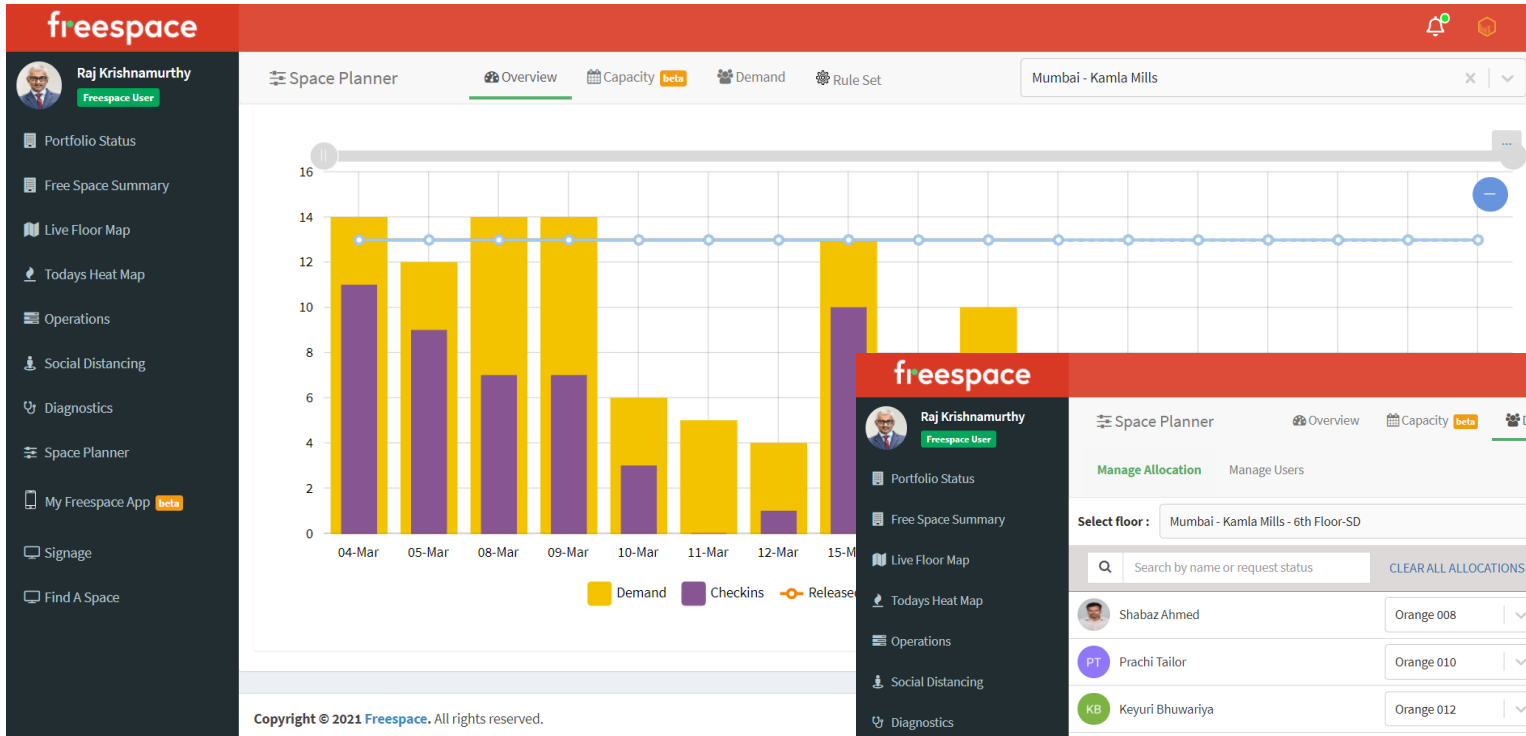 freespace
Raj Krishnamurthy
Freespace User
Portfolio Status
Free Space Summary
Live Floor Map
Todays Heat Map
Operations
Social Distancing
Diagnostics
Space Planner
My Freespace App beta
Signage
Find A Space
Space Planner Overview Capacity beta Demand Rule Set Mumbai - Kamla Mills
16
14
12
10
8
6
4
2
0
04-Mar 05-Mar 08-Mar 09-Mar 10-Mar 11-Mar 12-Mar 15-M
Demand Checkins Release
Copyright © 2021 Freespace. All rights reserved.
freespace
Raj Krishnamurthy
Freespace User
Portfolio Status
Free Space Summary
Live Floor Map
Todays Heat Map
Operations
Social Distancing
Diagnostics
Space Planner Overview Capacity beta D
Manage Allocation Manage Users
Select floor : Mumbai - Kamla Mills - 6th Floor-SD
Search by name or request status CLEAR ALL ALLOCATIONS
Shabaz Ahmed Orange 008
PT Prachi Tailor Orange 010
KB Keyuri Bhuwariya Orange 012